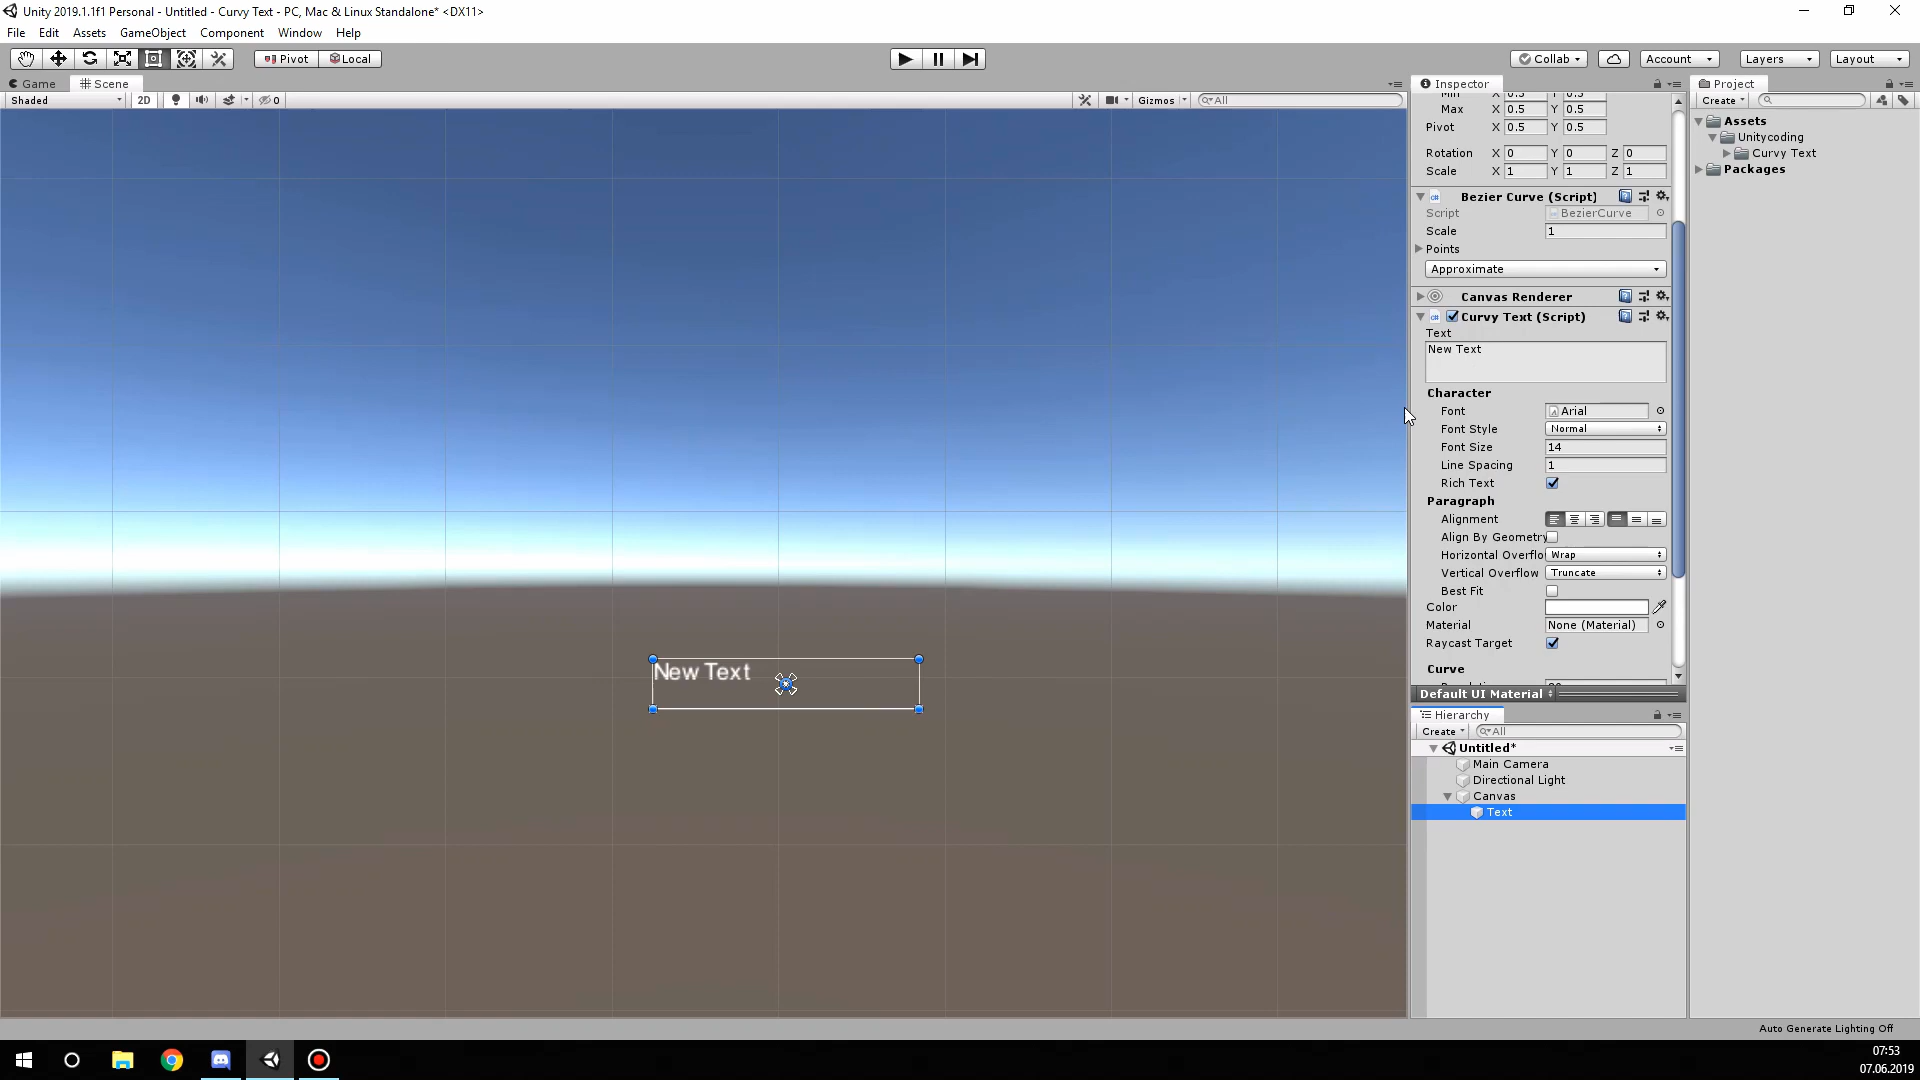 Unity 2019.1.1f1 Personal - Untitled - Curvy Text - PC, Mac & Linux Standalone* <DX11>
File Edit Assets GameObject Component Window Help
Pivot Local Collab Account Layers Layout
Game Scene
Shaded 2D 0 Gizmos All
Inspector
Max X 0.5 Y 0.5
Pivot X 0.5 Y 0.5
Rotation X 0 Y 0 Z 0
Scale X 1 Y 1 Z 1
Bezier Curve (Script)
Script BezierCurve
Scale 1
Points
Approximate
Canvas Renderer
Curvy Text (Script)
Text
New Text
Character
Font Arial
Font Style Normal
Font Size 14
Line Spacing 1
Rich Text
Paragraph
Alignment
Align By Geometry
Horizontal Overflo Wrap
Vertical Overflow Truncate
Best Fit
Color
Material None (Material)
Raycast Target
Curve
Default UI Material
Hierarchy
Create All
Untitled*
Main Camera
Directional Light
Canvas
Text
Project
Create
Assets
Unitycoding
Curvy Text
Packages
New Text
Auto Generate Lighting Off
07:53
07.06.2019